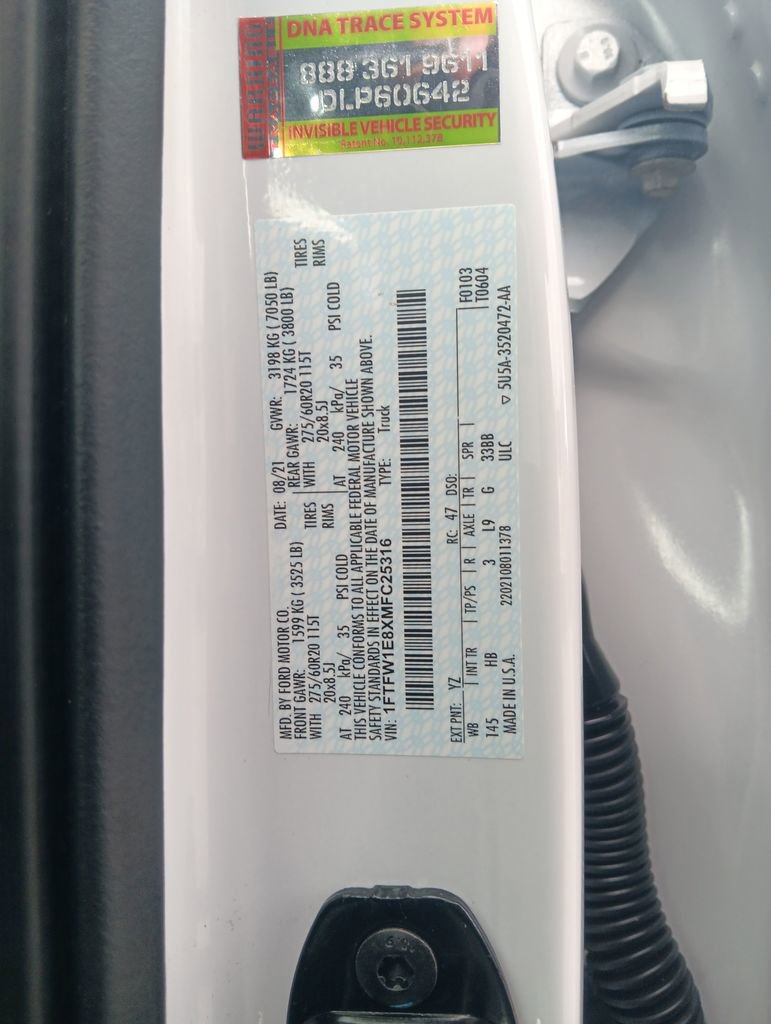 WARNING
DNA TRACE SYSTEM
888 361 9611
DLP60642
INVISIBLE VEHICLE SECURITY
Patent No. 10,112,378
MFD. BY FORD MOTOR CO.
DATE: 08/21 GVWR: 3198 KG ( 7050 LB)
FRONT GAWR: 1599 KG ( 3525 LB) REAR GAWR: 1724 KG ( 3800 LB)
WITH 275/60R20 115T TIRES WITH 275/60R20 115T TIRES
20x8.5J RIMS 20x8.5J RIMS
AT 240 kPa/ 35 PSI COLD AT 240 kPa/ 35 PSI COLD
THIS VEHICLE CONFORMS TO ALL APPLICABLE FEDERAL MOTOR VEHICLE
SAFETY STANDARDS IN EFFECT ON THE DATE OF MANUFACTURE SHOWN ABOVE.
VIN: 1FTFW1E8XMFC25316 TYPE: Truck
EXT PNT: YZ RC: 47 DSO: F0103
WB INT TR TP/PS R AXLE TR SPR T0604
145 HB 3 L9 G 33BB
MADE IN U.S.A. 2202108011378 ULC ▽ 5U5A-3520472-AA